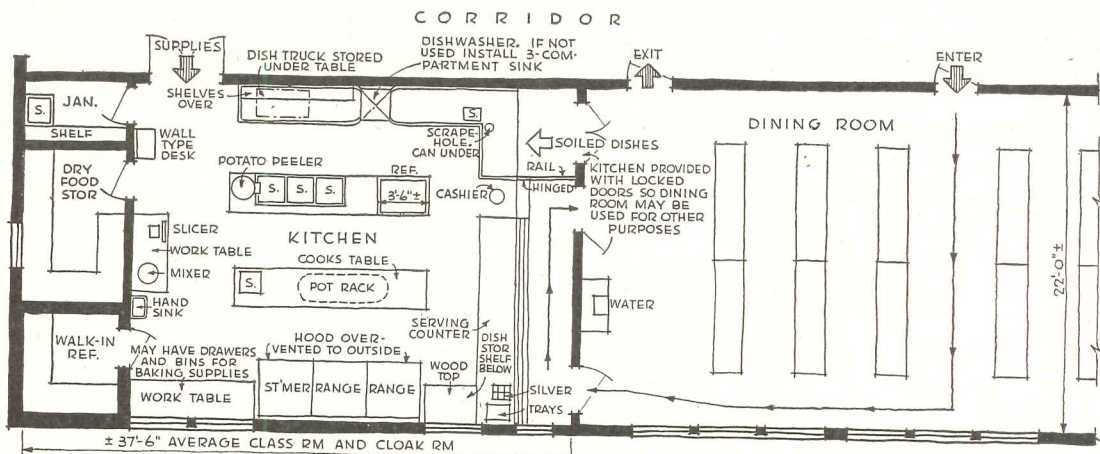 CORRIDOR
SUPPLIES
DISH TRUCK STORED
UNDER TABLE
DISHWASHER. IF NOT
USED INSTALL 3-COM-
PARTMENT SINK
EXIT
ENTER
SHELVES
OVER
S.
JAN.
SHELF
WALL
TYPE
DESK
S.
SCRAPE-
HOLE.
CAN UNDER
SOILED DISHES
DINING ROOM
DRY
FOOD
STOR
POTATO PEELER
S. S. S.
REF.
3'-6"±
CASHIER
RAIL
HINGED
KITCHEN PROVIDED
WITH LOCKED
DOORS SO DINING
ROOM MAY BE
USED FOR OTHER
PURPOSES
SLICER
WORK TABLE
MIXER
HAND
SINK
KITCHEN
COOKS TABLE
S.
POT RACK
WATER
22'-0"±
WALK-IN
REF.
MAY HAVE DRAWERS
AND BINS FOR
BAKING SUPPLIES
WORK TABLE
HOOD OVER-
VENTED TO OUTSIDE
ST'MER RANGE RANGE
SERVING
COUNTER
WOOD
TOP
DISH
STOR
SHELF
BELOW
SILVER
TRAYS
± 37'-6" AVERAGE CLASS RM AND CLOAK RM